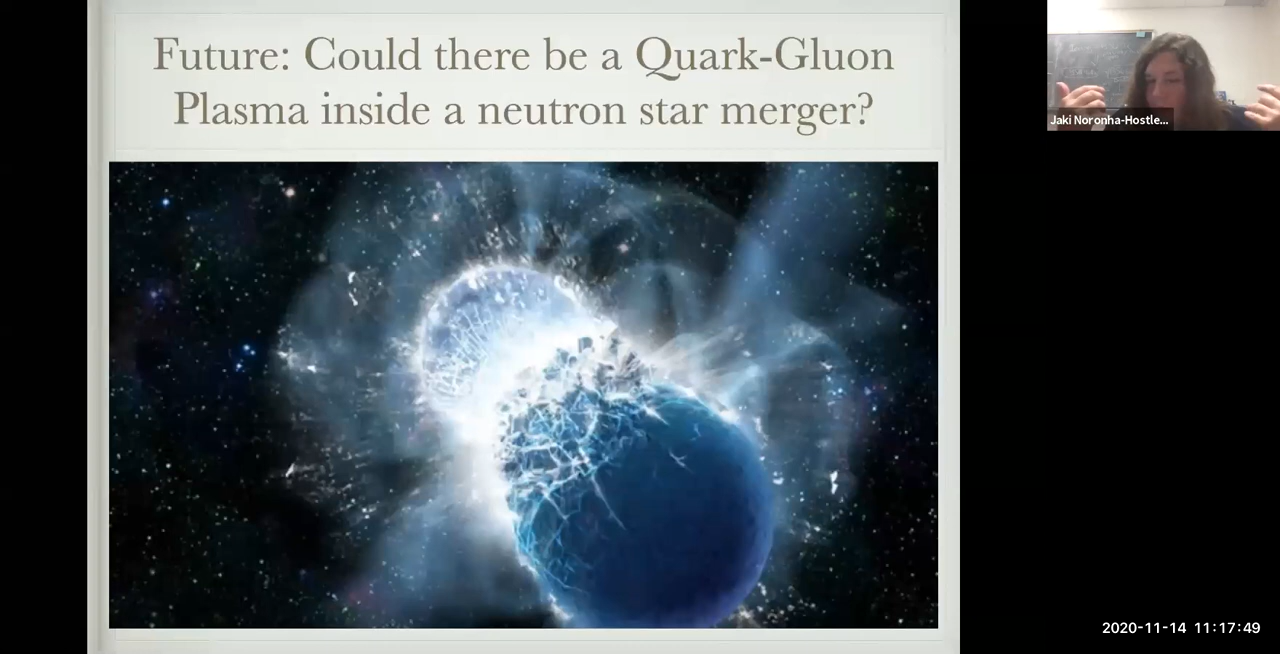 Future: Could there be a Quark-Gluon
Plasma inside a neutron star merger?
Jaki Noronha-Hostle...
2020-11-14 11:17:49